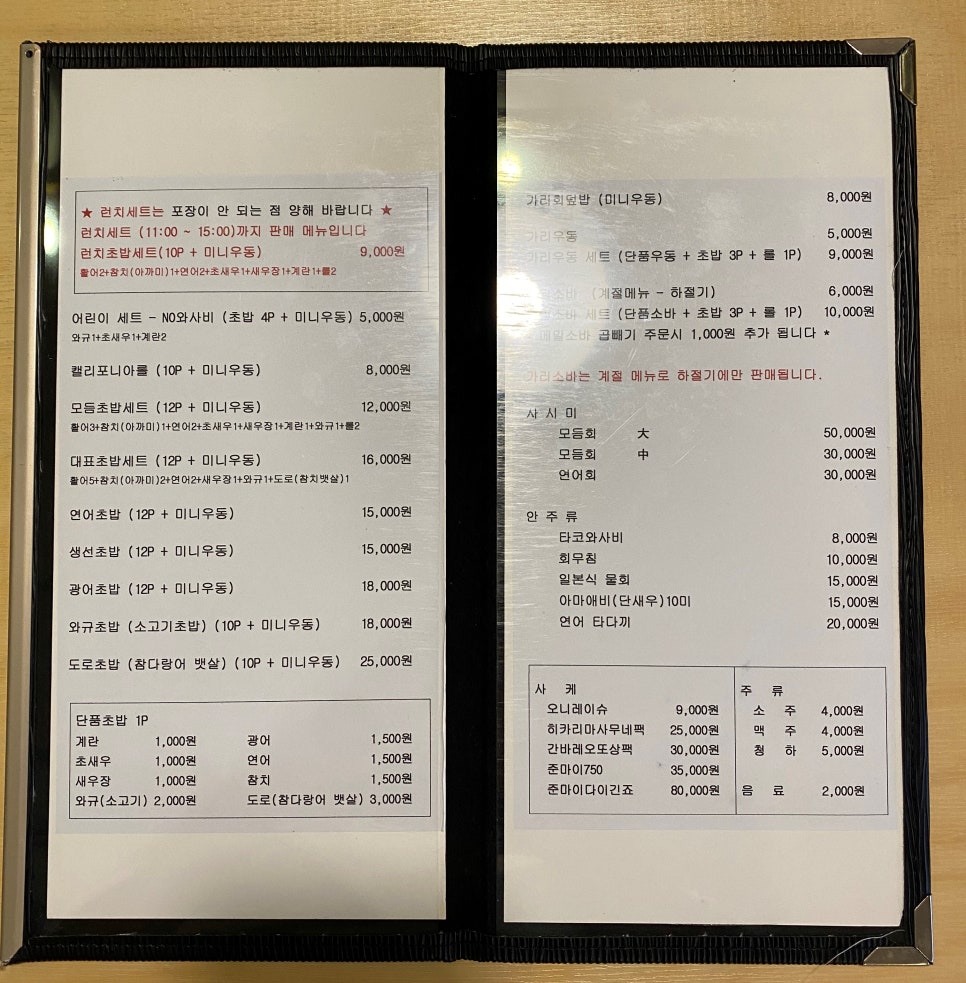 ★ 런치세트는 포장이 안 되는 점 양해 바랍니다 ★
런치세트 (11:00 ~ 15:00)까지 판매 메뉴입니다
런치초밥세트(10P + 미니우동) 9,000원
활어2+참치(아까미)1+연어2+초새우1+새우장1+계란1+롤2
어린이 세트 - NO와사비 (초밥 4P + 미니우동) 5,000원
와규1+초새우1+계란2
캘리포니아롤 (10P + 미니우동) 8,000원
모듬초밥세트 (12P + 미니우동) 12,000원
활어3+참치(아까미)1+연어2+초새우1+새우장1+계란1+와규1+롤2
대표초밥세트 (12P + 미니우동) 16,000원
활어5+참치(아까미)2+연어2+새우장1+와규1+도로(참치뱃살)1
연어초밥 (12P + 미니우동) 15,000원
생선초밥 (12P + 미니우동) 15,000원
광어초밥 (12P + 미니우동) 18,000원
와규초밥 (소고기초밥) (10P + 미니우동) 18,000원
도로초밥 (참다랑어 뱃살) (10P + 미니우동) 25,000원
단품초밥 1P
계란 1,000원 광어 1,500원
초새우 1,000원 연어 1,500원
새우장 1,000원 참치 1,500원
와규(소고기) 2,000원 도로(참다랑어 뱃살) 3,000원
가리회덮밥 (미니우동) 8,000원
가리우동 5,000원
가리우동 세트 (단품우동 + 초밥 3P + 롤 1P) 9,000원
(계절메뉴 - 하절기) 6,000원
세트 (단품소바 + 초밥 3P + 롤 1P) 10,000원
곱빼기 주문시 1,000원 추가 됩니다 *
가리소바는 계절 메뉴로 하절기에만 판매됩니다.
사 시 미
모듬회 大 50,000원
모듬회 中 30,000원
연어회 30,000원
안 주 류
타코와사비 8,000원
회무침 10,000원
일본식 물회 15,000원
아마애비(단새우)10미 15,000원
연어 타다끼 20,000원
사 케
오니레이슈 9,000원
히카리마사무네팩 25,000원
간바레오또상팩 30,000원
준마이750 35,000원
준마이다이긴죠 80,000원
주 류
소 주 4,000원
맥 주 4,000원
청 하 5,000원
음 료 2,000원